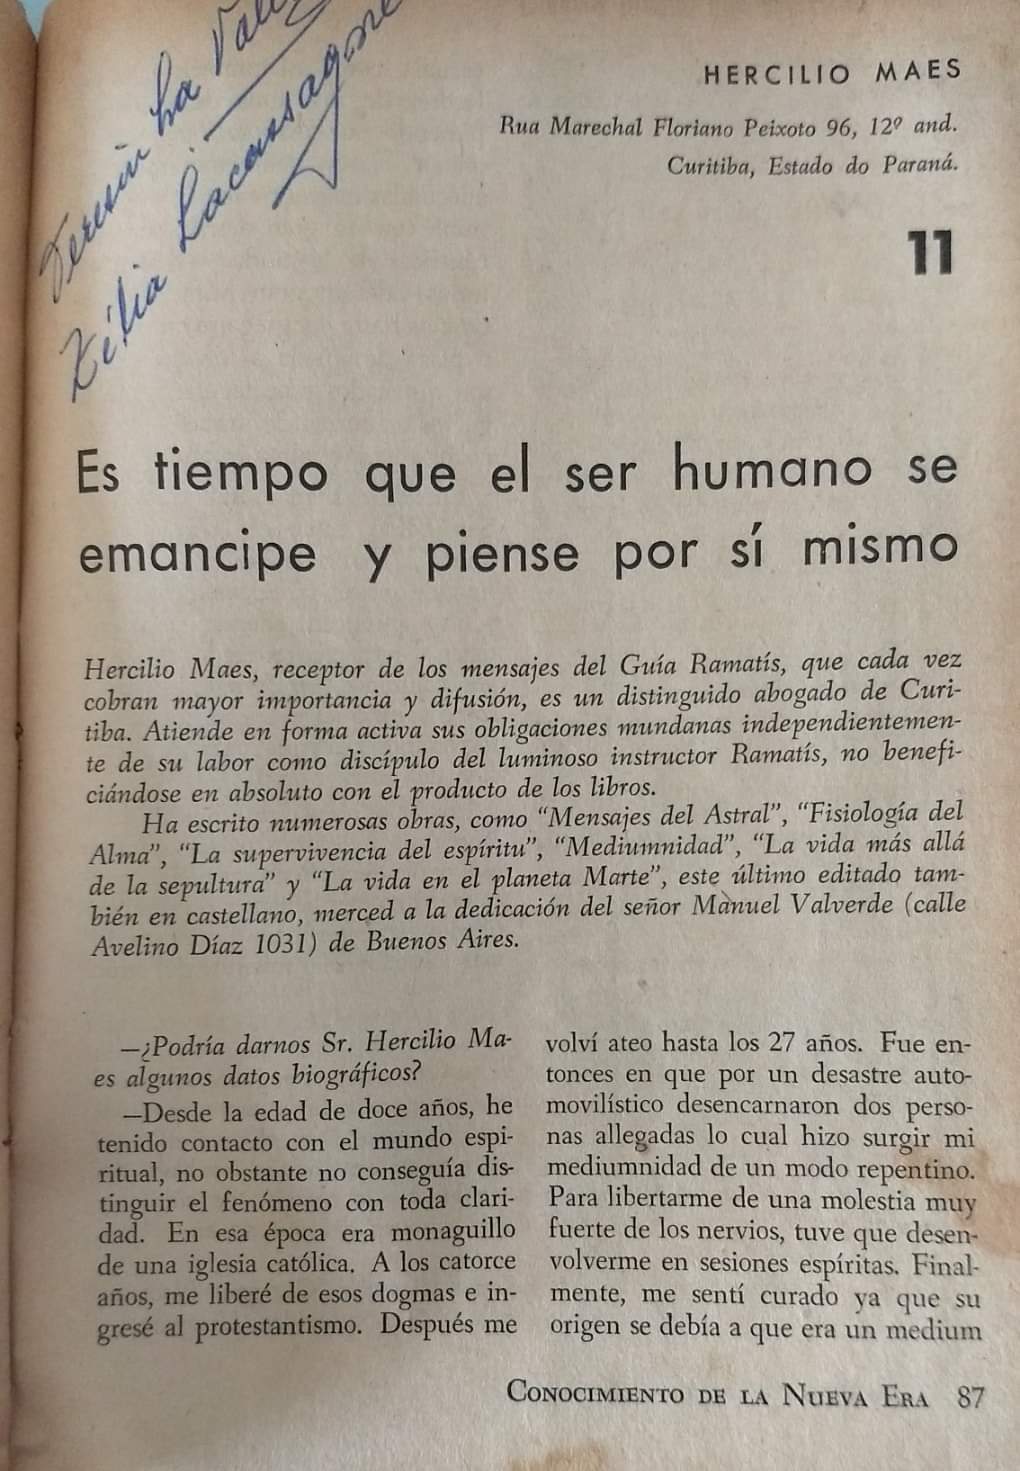 Zélia Lacassagne
HERCILIO MAES
Rua Marechal Floriano Peixoto 96, 12º and.
Curitiba, Estado do Paraná.
11
Es tiempo que el ser humano se
emancipe y piense por sí mismo
Hercilio Maes, receptor de los mensajes del Guía Ramatís, que cada vez
cobran mayor importancia y difusión, es un distinguido abogado de Curi-
tiba. Atiende en forma activa sus obligaciones mundanas independientemen-
te de su labor como discípulo del luminoso instructor Ramatís, no benefi-
ciándose en absoluto con el producto de los libros.
Ha escrito numerosas obras, como “Mensajes del Astral”, “Fisiología del
Alma”, “La supervivencia del espíritu”, “Mediumnidad”, “La vida más allá
de la sepultura” y “La vida en el planeta Marte”, este último editado tam-
bién en castellano, merced a la dedicación del señor Manuel Valverde (calle
Avelino Díaz 1031) de Buenos Aires.
—¿Podría darnos Sr. Hercilio Ma-
es algunos datos biográficos?
—Desde la edad de doce años, he
tenido contacto con el mundo espi-
ritual, no obstante no conseguía dis-
tinguir el fenómeno con toda clari-
dad. En esa época era monaguillo
de una iglesia católica. A los catorce
años, me liberé de esos dogmas e in-
gresé al protestantismo. Después me
volví ateo hasta los 27 años. Fue en-
tonces en que por un desastre auto-
movilístico desencarnaron dos perso-
nas allegadas lo cual hizo surgir mi
mediumnidad de un modo repentino.
Para libertarme de una molestia muy
fuerte de los nervios, tuve que desen-
volverme en sesiones espíritas. Final-
mente, me sentí curado ya que su
origen se debía a que era un medium
CONOCIMIENTO DE LA NUEVA ERA 87